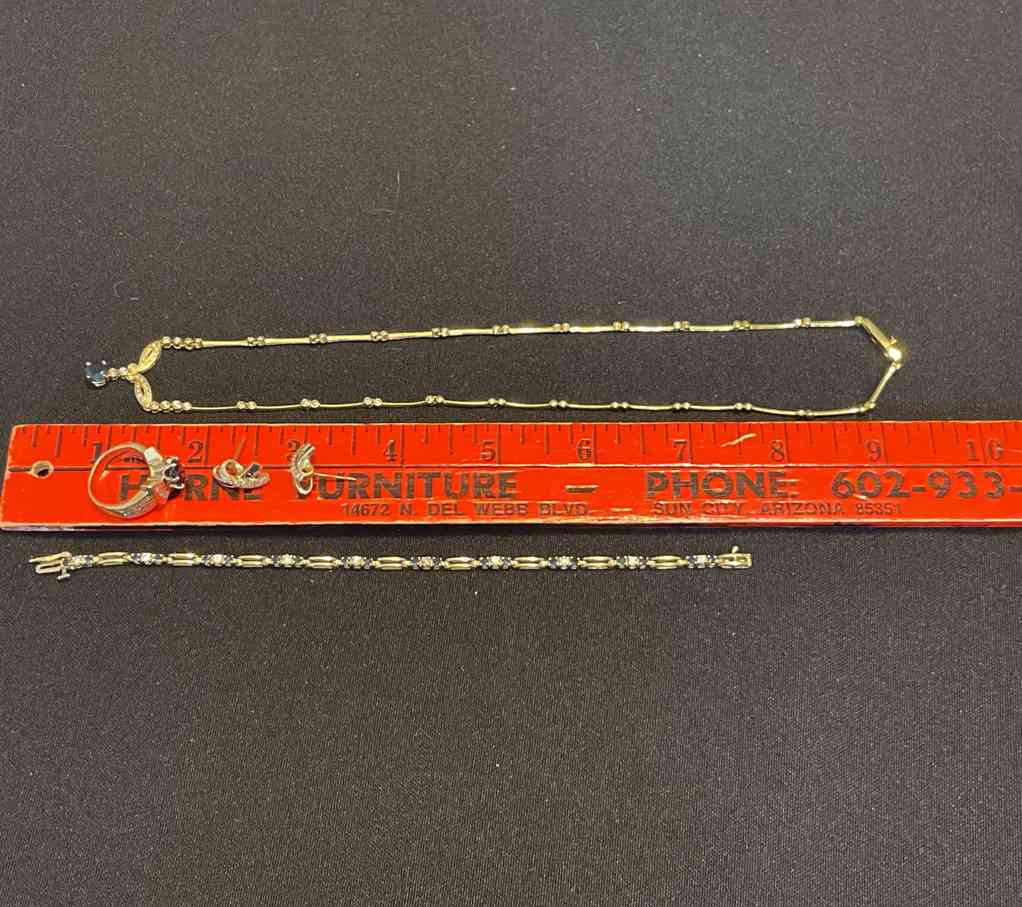 1 2 3 4 5 6 7 8 9 10
H RNE FURNITURE — PHONE: 602-933-
14672 N. DEL WEBB BLVD. — SUN CITY, ARIZONA 85351